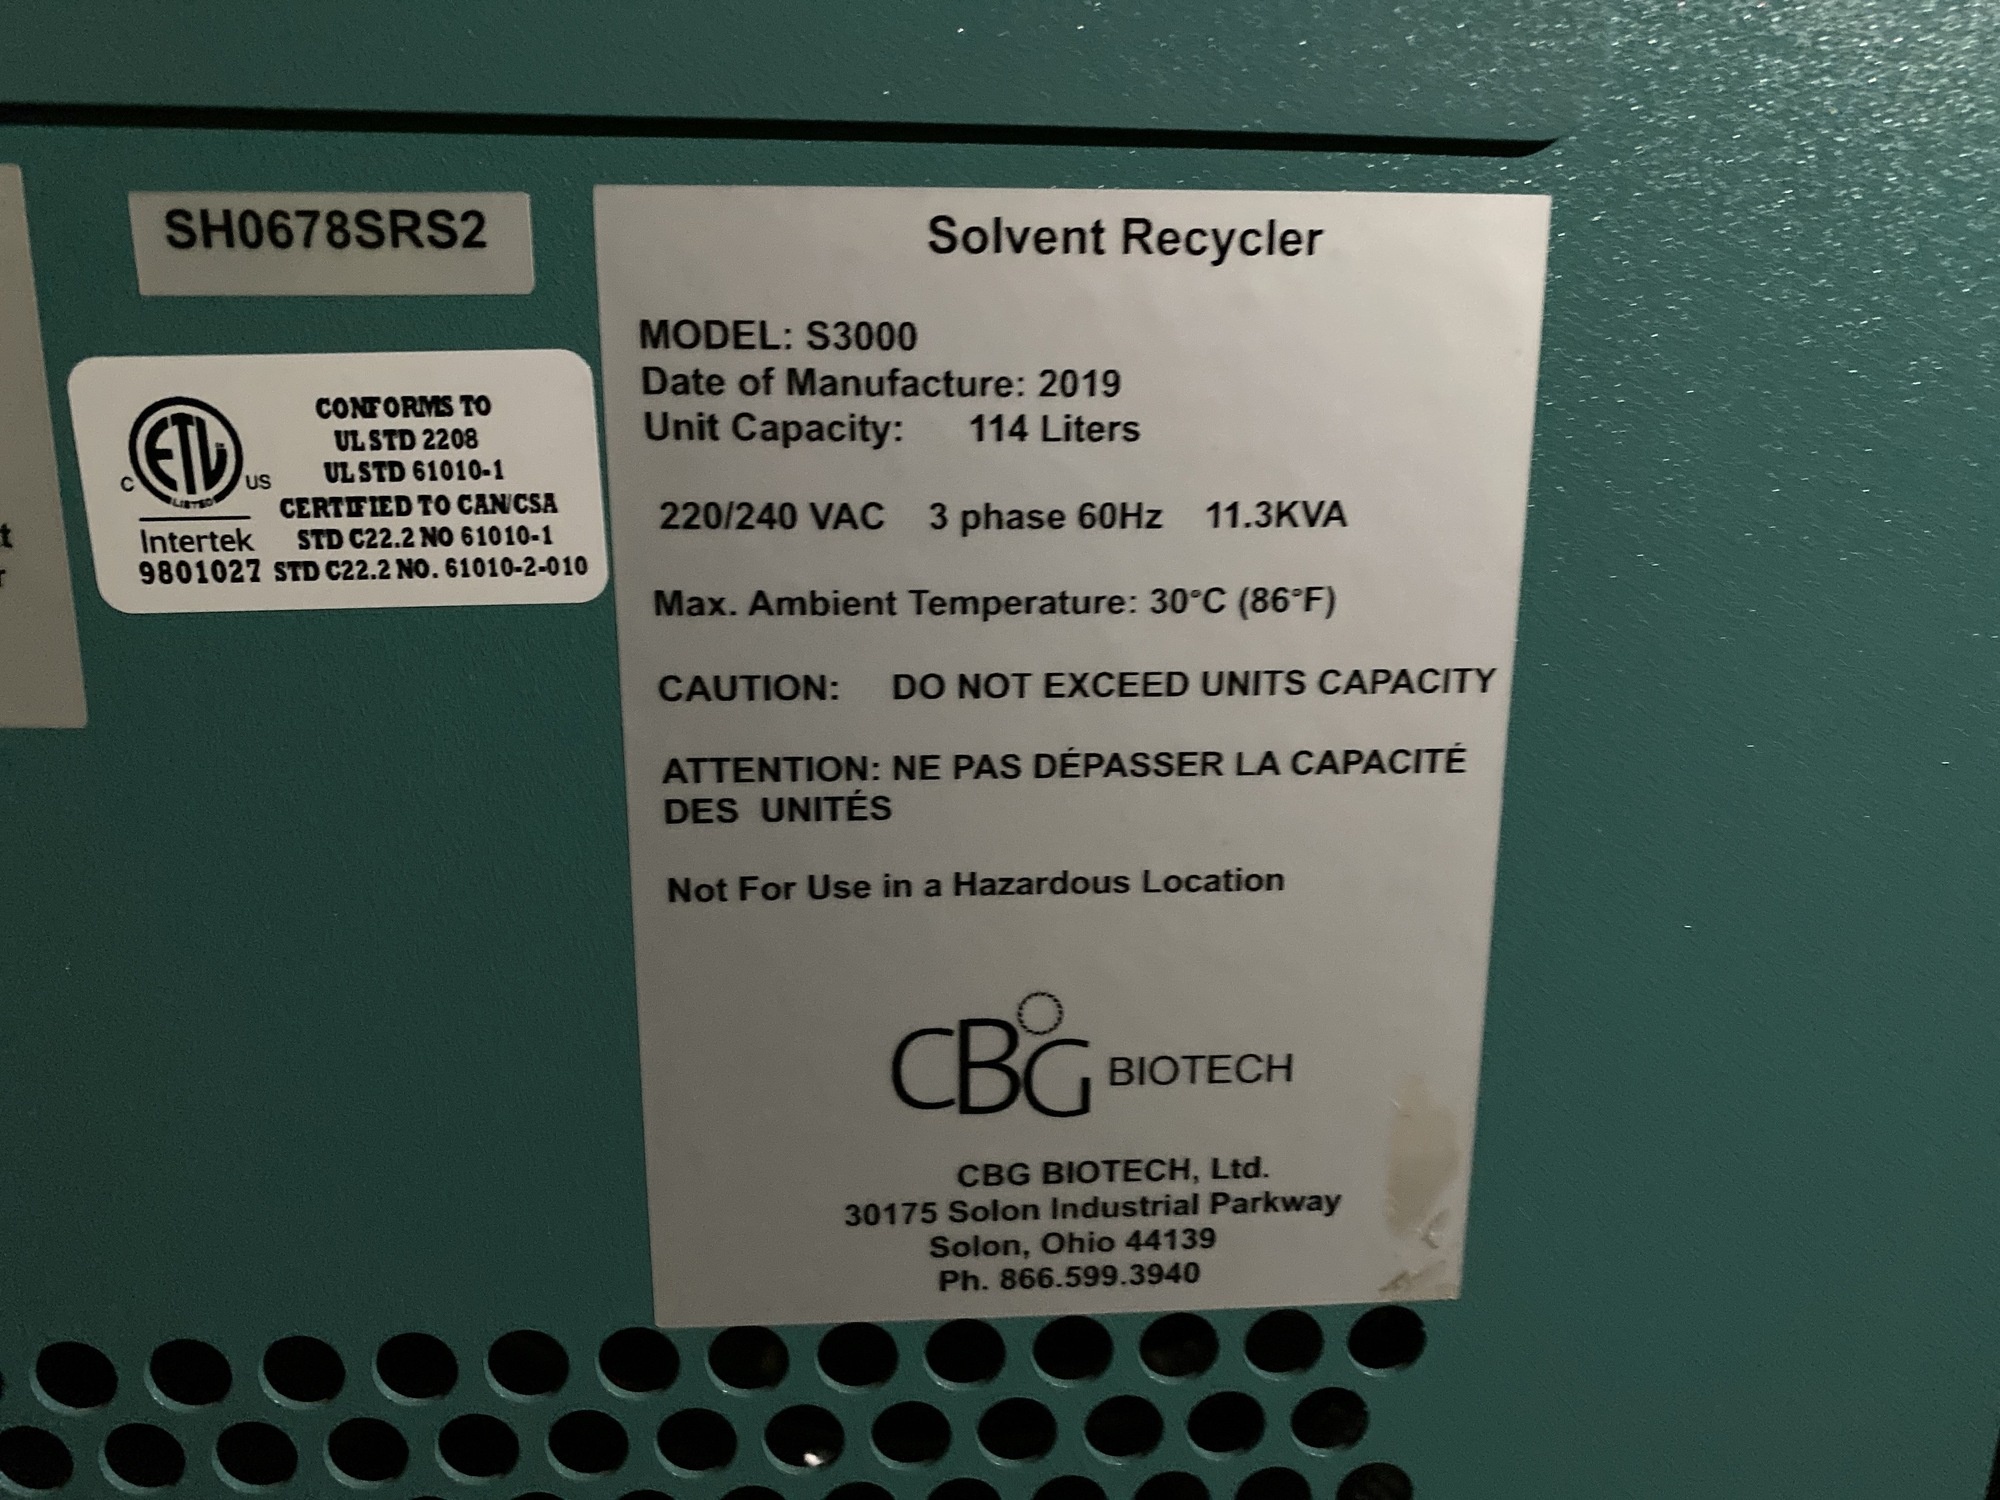 SH0678SRS2
CONFORMS TO
UL STD 2208
UL STD 61010-1
CERTIFIED TO CAN/CSA
STD C22.2 NO 61010-1
STD C22.2 NO. 61010-2-010
ETL
LISTED
C US
Intertek
9801027
Solvent Recycler
MODEL: S3000
Date of Manufacture: 2019
Unit Capacity: 114 Liters
220/240 VAC 3 phase 60Hz 11.3KVA
Max. Ambient Temperature: 30°C (86°F)
CAUTION: DO NOT EXCEED UNITS CAPACITY
ATTENTION: NE PAS DÉPASSER LA CAPACITÉ
DES UNITÉS
Not For Use in a Hazardous Location
CBG BIOTECH
CBG BIOTECH, Ltd.
30175 Solon Industrial Parkway
Solon, Ohio 44139
Ph. 866.599.3940